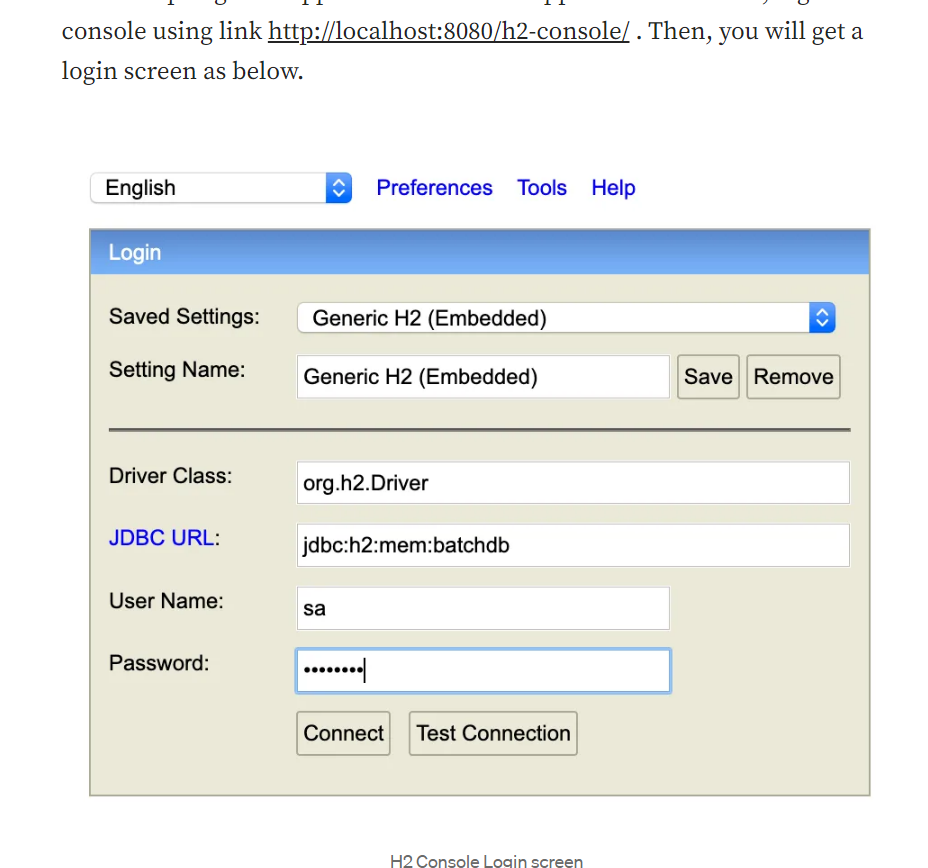 console using link http://localhost:8080/h2-console/ . Then, you will get a
login screen as below.
English Preferences Tools Help
Login
Saved Settings: Generic H2 (Embedded)
Setting Name: Generic H2 (Embedded) Save Remove
Driver Class: org.h2.Driver
JDBC URL: jdbc:h2:mem:batchdb
User Name: sa
Password: ••••••••
Connect Test Connection
H2 Console Login screen